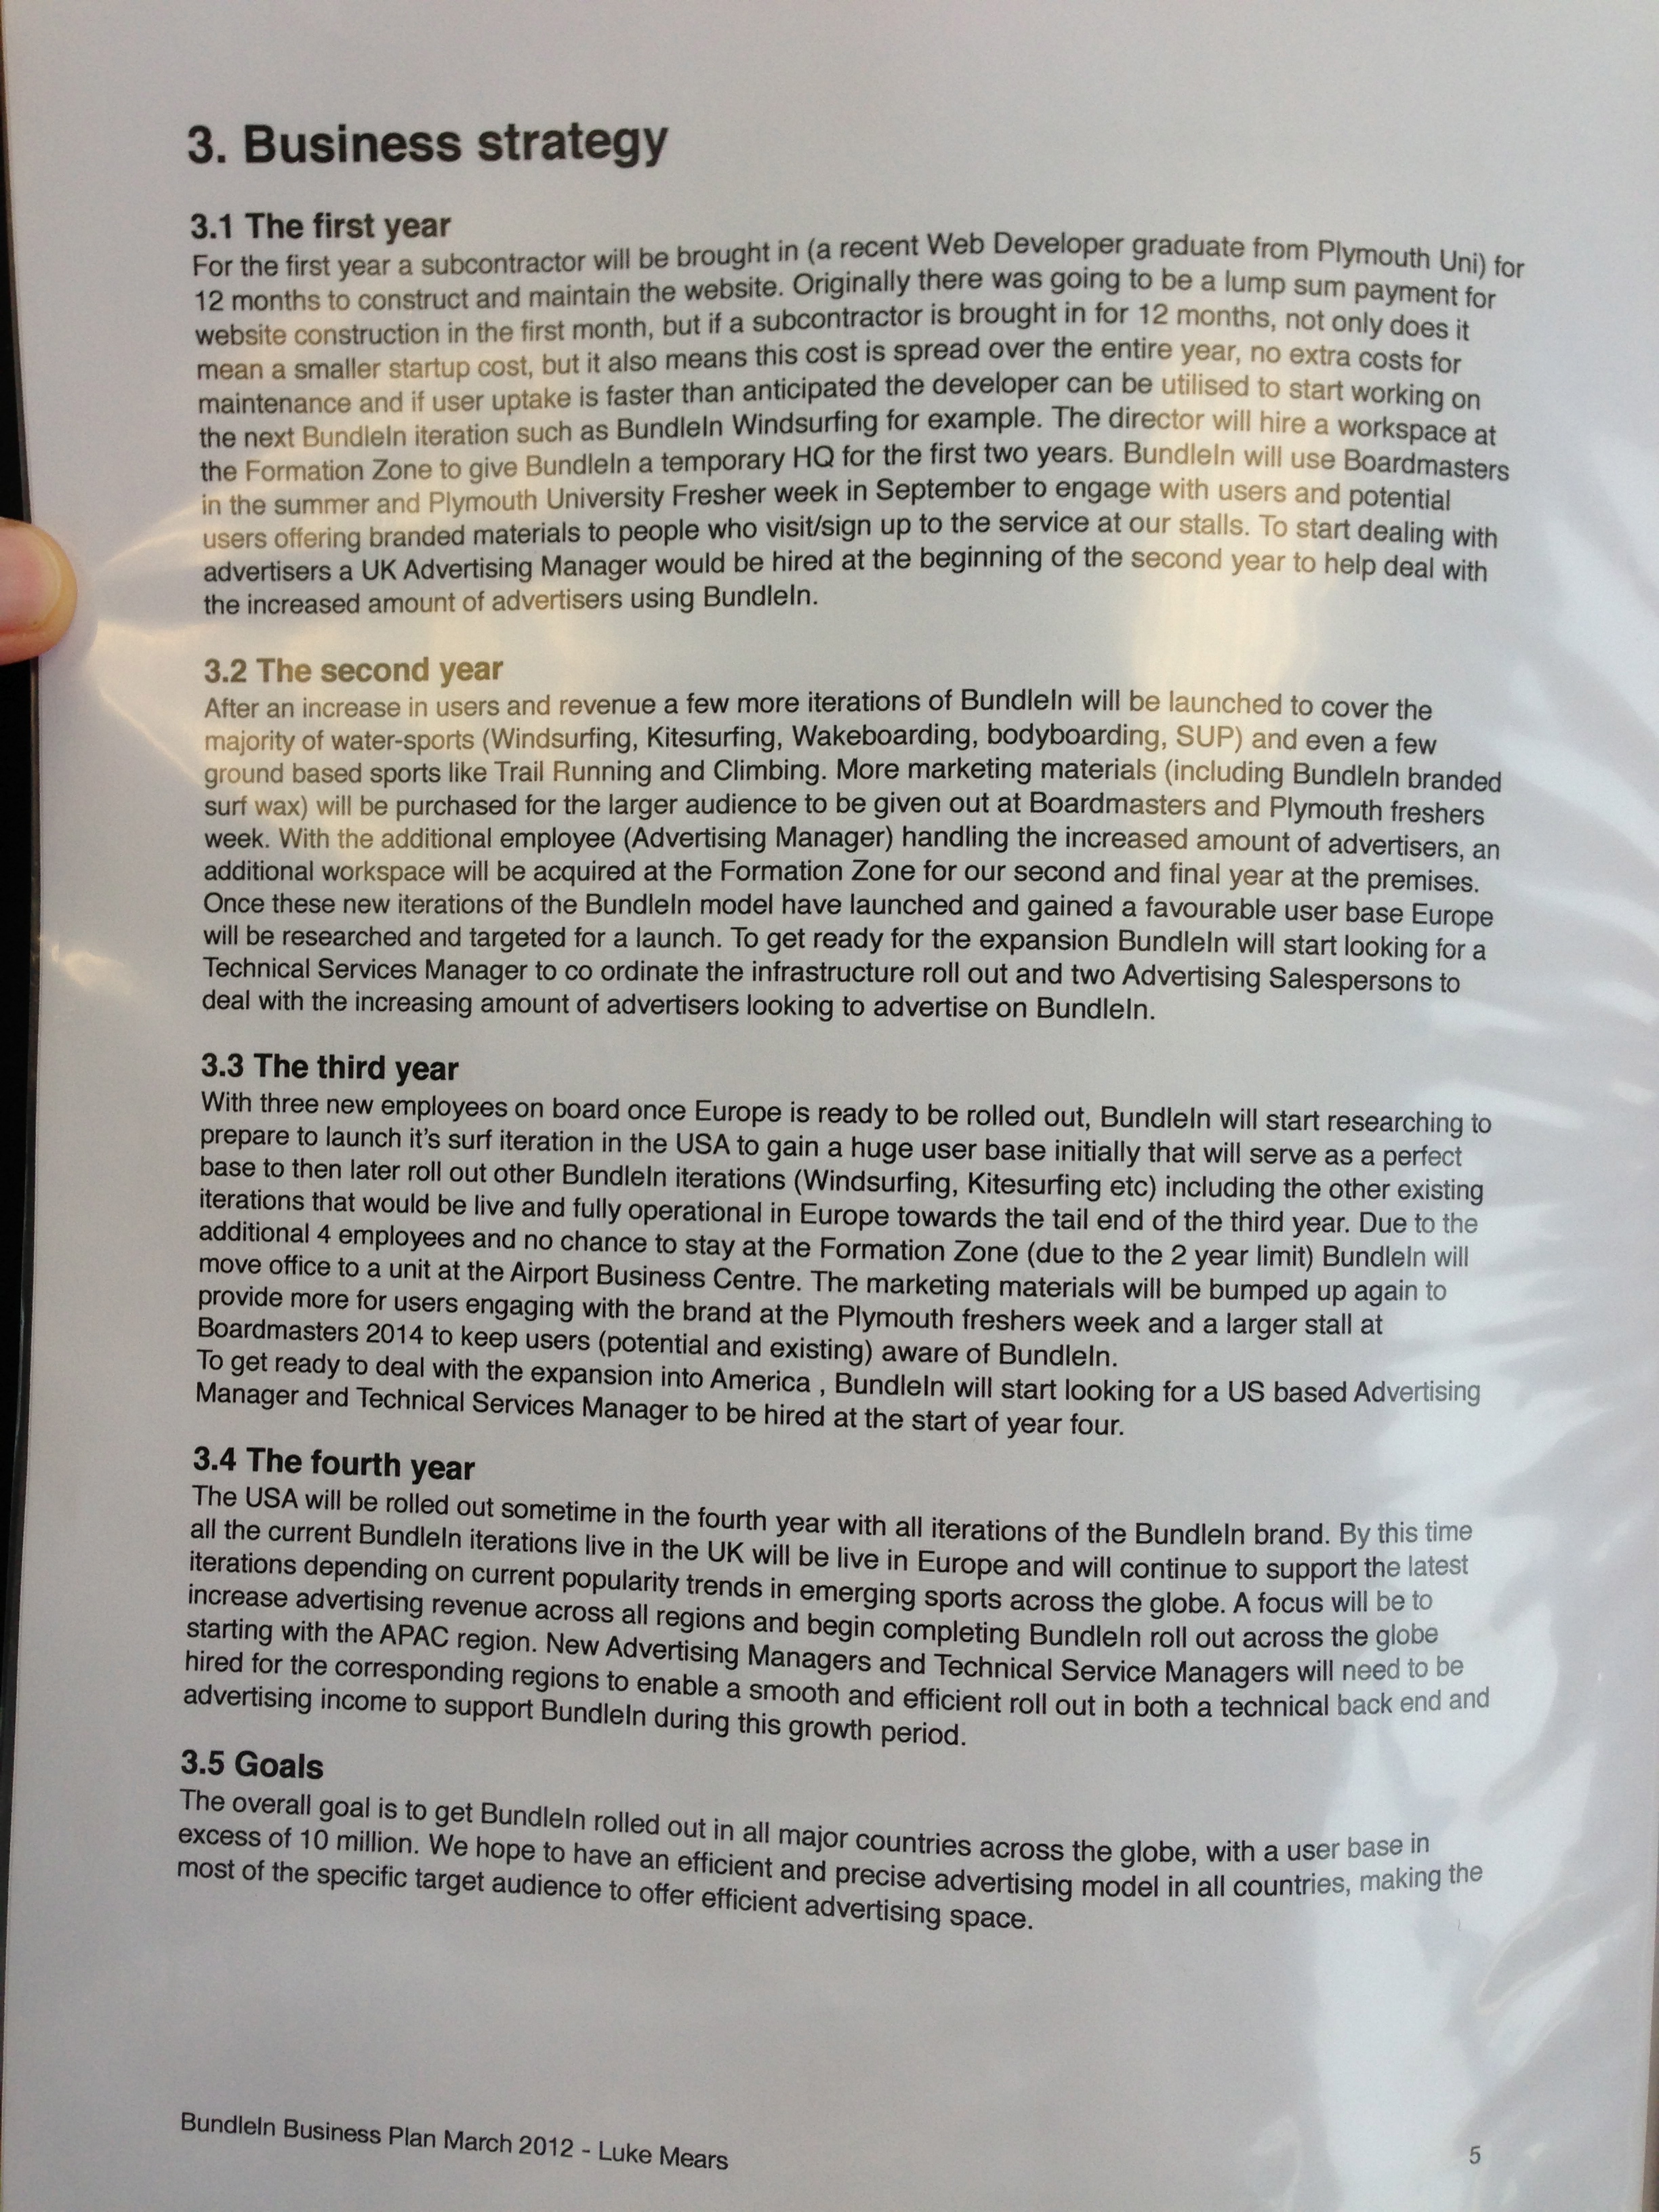 3. Business strategy
3.1 The first year
For the first year a subcontractor will be brought in (a recent Web Developer graduate from Plymouth Uni) for
12 months to construct and maintain the website. Originally there was going to be a lump sum payment for
website construction in the first month, but if a subcontractor is brought in for 12 months, not only does it
mean a smaller startup cost, but it also means this cost is spread over the entire year, no extra costs for
maintenance and if user uptake is faster than anticipated the developer can be utilised to start working on
the next BundleIn iteration such as BundleIn Windsurfing for example. The director will hire a workspace at
the Formation Zone to give BundleIn a temporary HQ for the first two years. BundleIn will use Boardmasters
in the summer and Plymouth University Fresher week in September to engage with users and potential
users offering branded materials to people who visit/sign up to the service at our stalls. To start dealing with
advertisers a UK Advertising Manager would be hired at the beginning of the second year to help deal with
the increased amount of advertisers using BundleIn.
3.2 The second year
After an increase in users and revenue a few more iterations of BundleIn will be launched to cover the
majority of water-sports (Windsurfing, Kitesurfing, Wakeboarding, bodyboarding, SUP) and even a few
ground based sports like Trail Running and Climbing. More marketing materials (including BundleIn branded
surf wax) will be purchased for the larger audience to be given out at Boardmasters and Plymouth freshers
week. With the additional employee (Advertising Manager) handling the increased amount of advertisers, an
additional workspace will be acquired at the Formation Zone for our second and final year at the premises.
Once these new iterations of the BundleIn model have launched and gained a favourable user base Europe
will be researched and targeted for a launch. To get ready for the expansion BundleIn will start looking for a
Technical Services Manager to co ordinate the infrastructure roll out and two Advertising Salespersons to
deal with the increasing amount of advertisers looking to advertise on BundleIn.
3.3 The third year
With three new employees on board once Europe is ready to be rolled out, BundleIn will start researching to
prepare to launch it's surf iteration in the USA to gain a huge user base initially that will serve as a perfect
base to then later roll out other BundleIn iterations (Windsurfing, Kitesurfing etc) including the other existing
iterations that would be live and fully operational in Europe towards the tail end of the third year. Due to the
additional 4 employees and no chance to stay at the Formation Zone (due to the 2 year limit) BundleIn will
move office to a unit at the Airport Business Centre. The marketing materials will be bumped up again to
provide more for users engaging with the brand at the Plymouth freshers week and a larger stall at
Boardmasters 2014 to keep users (potential and existing) aware of BundleIn.
To get ready to deal with the expansion into America , BundleIn will start looking for a US based Advertising
Manager and Technical Services Manager to be hired at the start of year four.
3.4 The fourth year
The USA will be rolled out sometime in the fourth year with all iterations of the BundleIn brand. By this time
all the current BundleIn iterations live in the UK will be live in Europe and will continue to support the latest
iterations depending on current popularity trends in emerging sports across the globe. A focus will be to
increase advertising revenue across all regions and begin completing BundleIn roll out across the globe
starting with the APAC region. New Advertising Managers and Technical Service Managers will need to be
hired for the corresponding regions to enable a smooth and efficient roll out in both a technical back end and
advertising income to support BundleIn during this growth period.
3.5 Goals
The overall goal is to get BundleIn rolled out in all major countries across the globe, with a user base in
excess of 10 million. We hope to have an efficient and precise advertising model in all countries, making the
most of the specific target audience to offer efficient advertising space.
BundleIn Business Plan March 2012 - Luke Mears
5